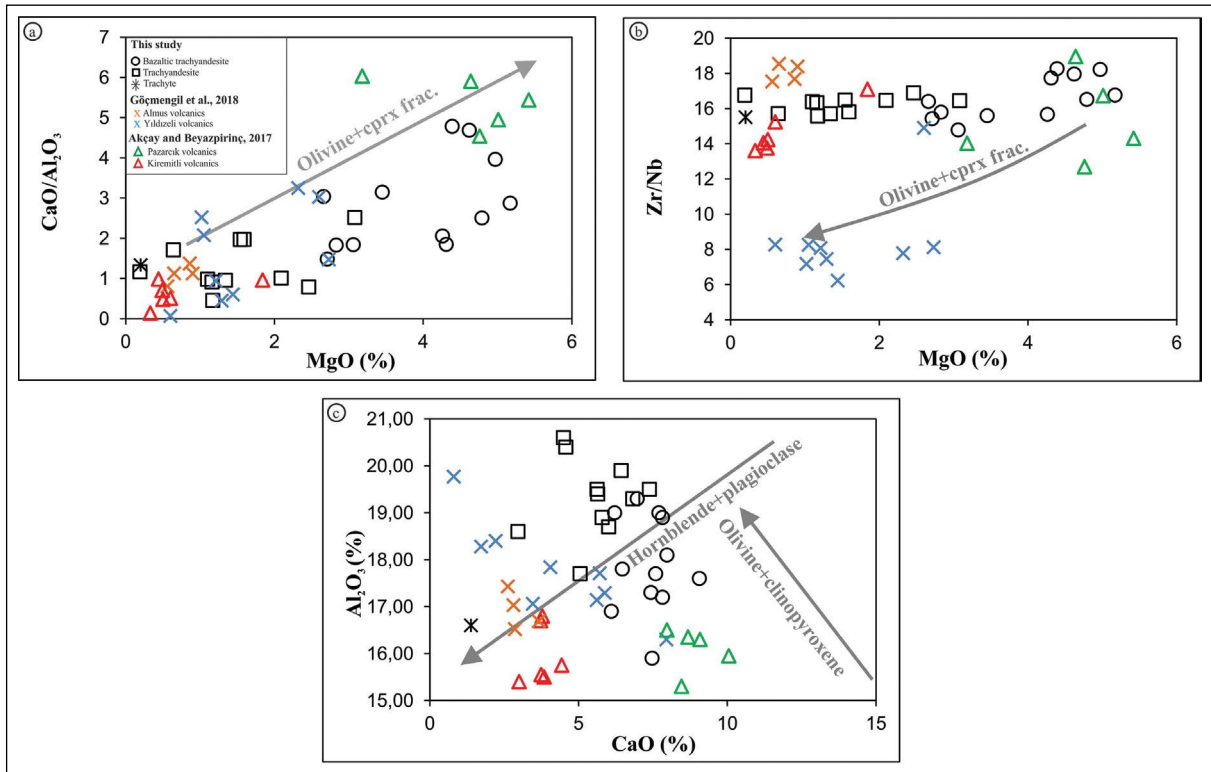 a
7
6
5
4
3
2
1
0
CaO/Al₂O₃
This study
Bazaltic trachyandesite
Trachyandesite
Trachyte
Göçmengil et al., 2018
Almus volcanics
Yıldızeli volcanics
Akçay and Beyazpirinç, 2017
Pazarcık volcanics
Kiremitli volcanics
Olivine+cprx frac.
0 2 4 6
MgO (%)
b
20
18
16
14
12
10
8
6
4
Zr/Nb
Olivine+cprx frac.
0 2 4 6
MgO (%)
c
21,00
20,00
19,00
18,00
17,00
16,00
15,00
Al₂O₃ (%)
Hornblende+plagioclase
Olivine+clinopyroxene
0 5 10 15
CaO (%)